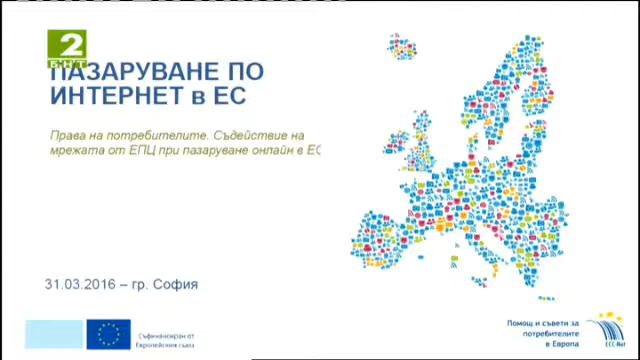 2
БНТ
ПАЗАРУВАНЕ ПО
ИНТЕРНЕТ в ЕС
Права на потребителите. Съдействие на
мрежата от ЕПЦ при пазаруване онлайн в ЕС
31.03.2016 – гр. София
Съфинансиран от
Европейския съюз
Помощ и съвети за
потребителите
в Европа
ECC-Net